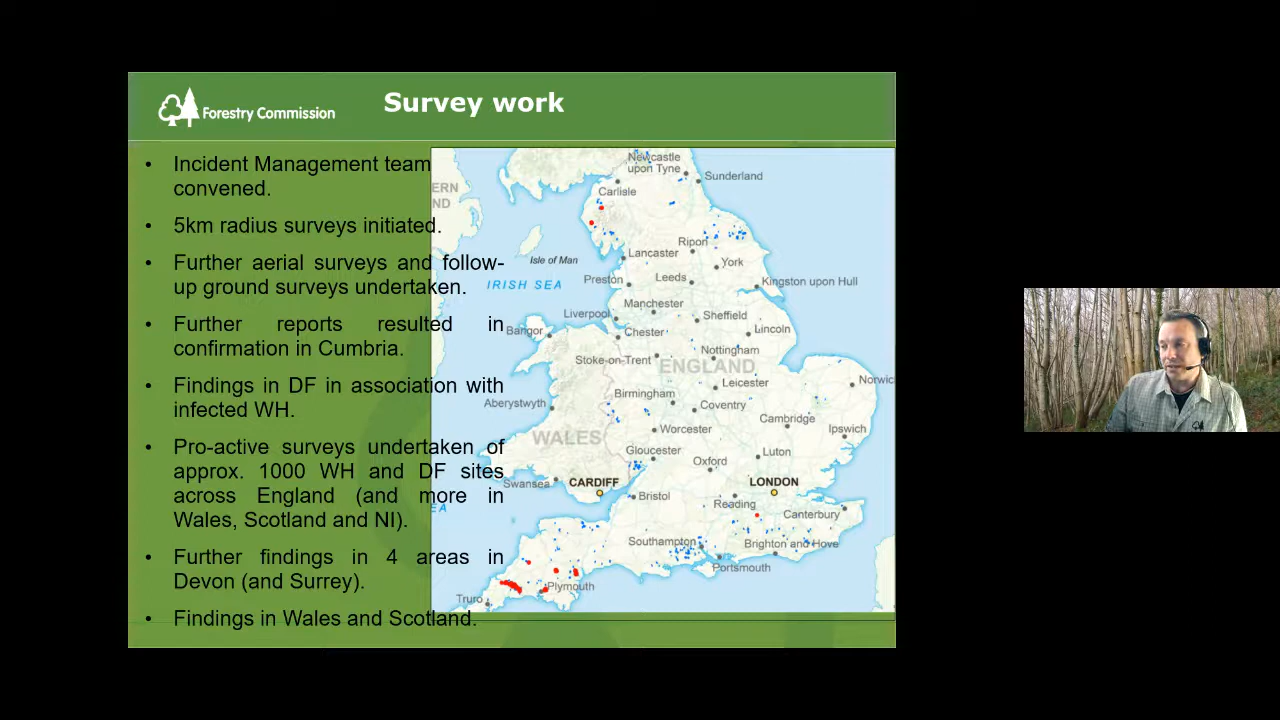 Forestry Commission
Survey work
• Incident Management team
convened.
• 5km radius surveys initiated.
• Further aerial surveys and follow-
up ground surveys undertaken.
• Further reports resulted in
confirmation in Cumbria.
• Findings in DF in association with
infected WH.
• Pro-active surveys undertaken of
approx. 1000 WH and DF sites
across England (and more in
Wales, Scotland and NI).
• Further findings in 4 areas in
Devon (and Surrey).
• Findings in Wales and Scotland.
Newcastle
upon Tyne
Sunderland
Carlisle
ERN
ND
Ripon
Isle of Man
Lancaster
York
IRISH SEA
Preston
Leeds
Kingston upon Hull
Manchester
Liverpool
Sheffield
Bangor
Chester
Lincoln
Stoke-on-Trent
Nottingham
ENGLAND
Leicester
Norwic
Birmingham
Aberystwyth
Coventry
Cambridge
WALES
Worcester
Ipswich
Gloucester
Luton
Oxford
Swansea
CARDIFF
LONDON
Bristol
Reading
EA
Canterbury
Southampton
Brighton and Hove
Portsmouth
Plymouth
Truro